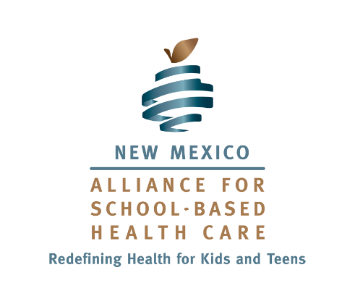 NEW MEXICO
ALLIANCE FOR
SCHOOL-BASED
HEALTH CARE
Redefining Health for Kids and Teens